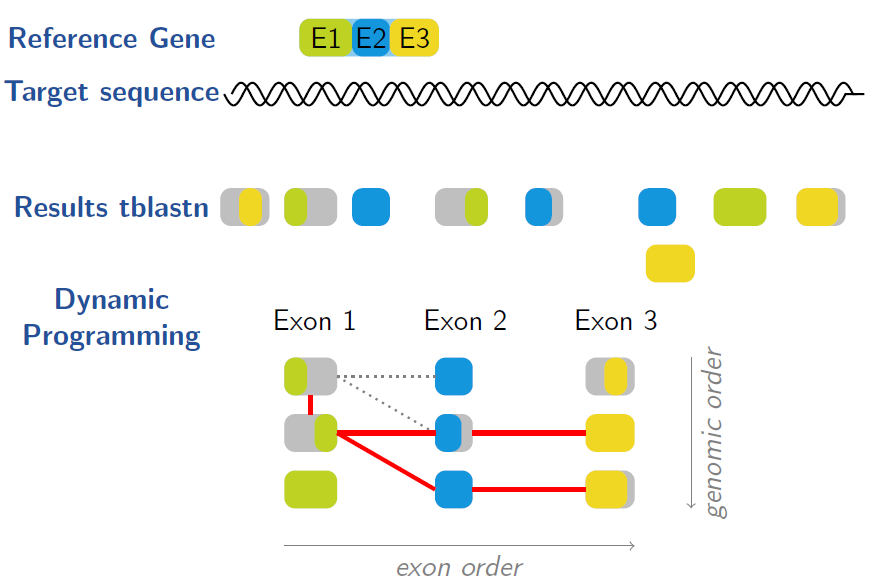 Reference Gene
E1 E2 E3
Target sequence
Results tblastn
Dynamic
Programming
Exon 1 Exon 2 Exon 3
genomic order
exon order